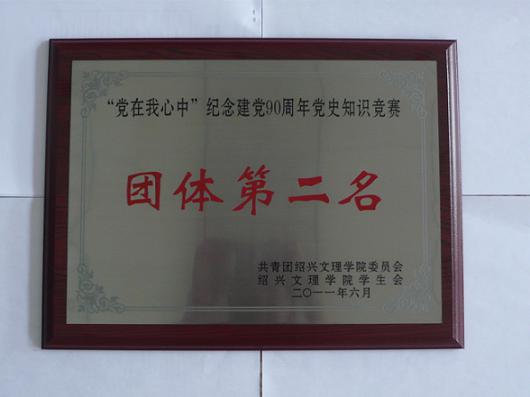 “党在我心中”纪念建党90周年党史知识竞赛
团体第二名
共青团绍兴文理学院委员会
绍兴文理学院学生会
二〇一一年六月